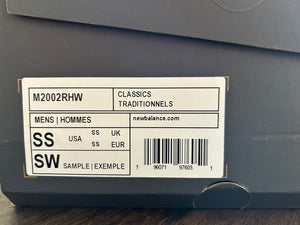 M2002RHW
CLASSICS
TRADITIONNELS
MENS | HOMMES
newbalance.com
SS USA SS UK
SS EUR
SW SAMPLE | EXEMPLE
1 96071 97605 1